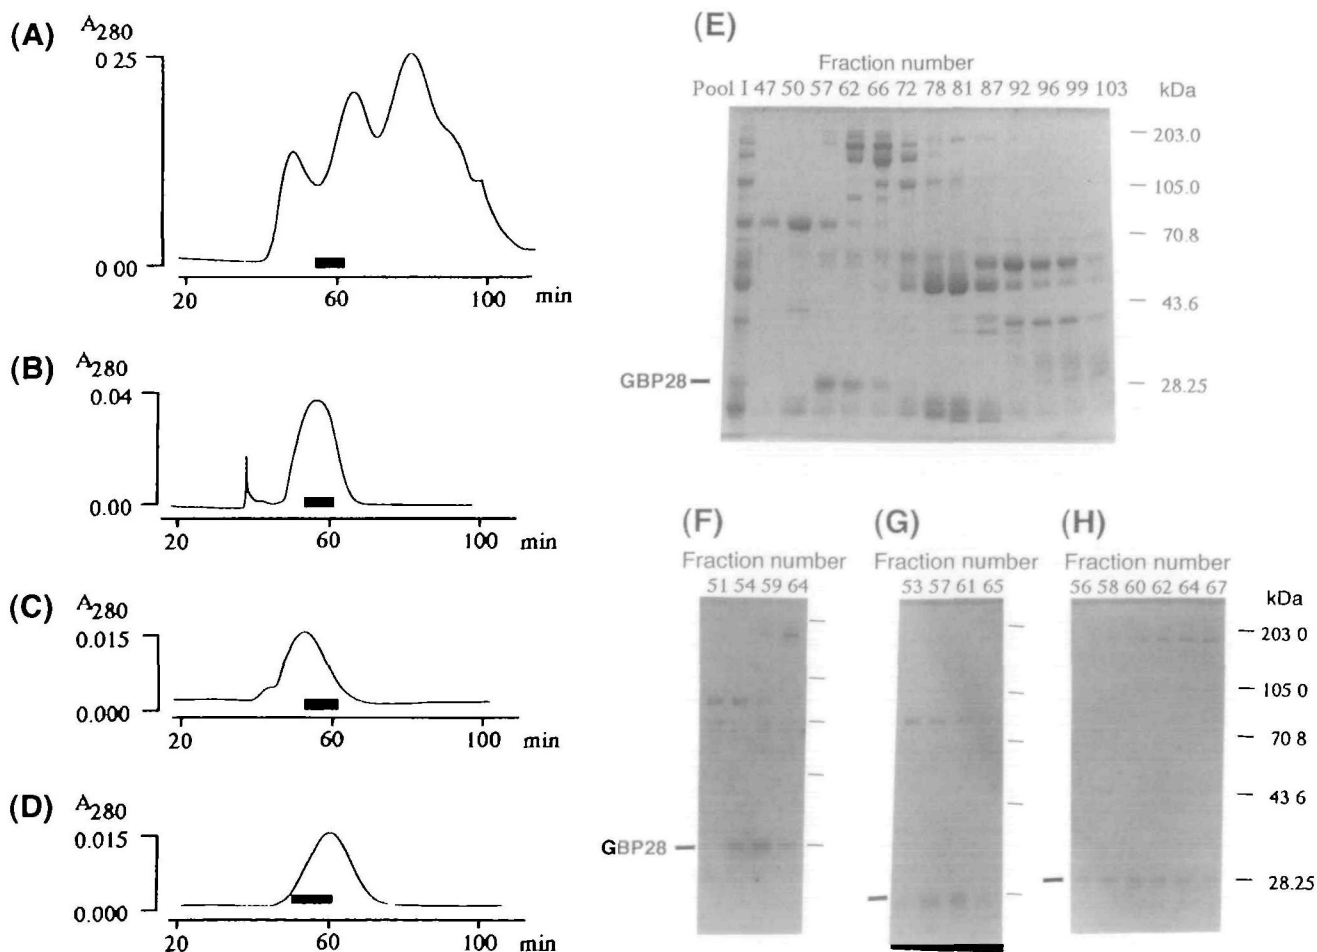 (A)
A280
0 25
0 00
20 60 100 min
(B)
A280
0.04
0.00
20 60 100 min
(C)
A280
0.015
0.000
20 60 100 min
(D)
A280
0.015
0.000
20 60 100 min
(E)
Fraction number
Pool I 47 50 57 62 66 72 78 81 87 92 96 99 103 kDa
203.0
105.0
70.8
43.6
GBP28
28.25
(F)
Fraction number
51 54 59 64
GBP28
(G)
Fraction number
53 57 61 65
(H)
Fraction number
56 58 60 62 64 67
kDa
203 0
105 0
70 8
43 6
28.25